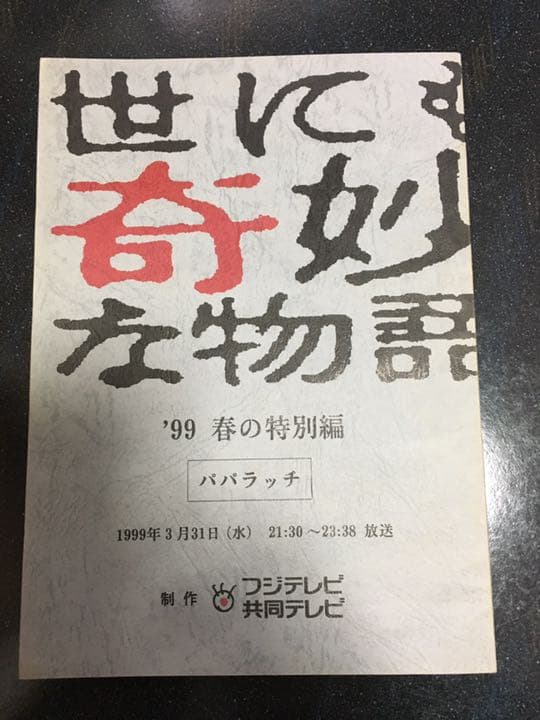 世にも
奇妙
な物語
'99 春の特別編
パパラッチ
1999年3月31日(水) 21:30～23:38 放送
制作 フジテレビ
共同テレビ